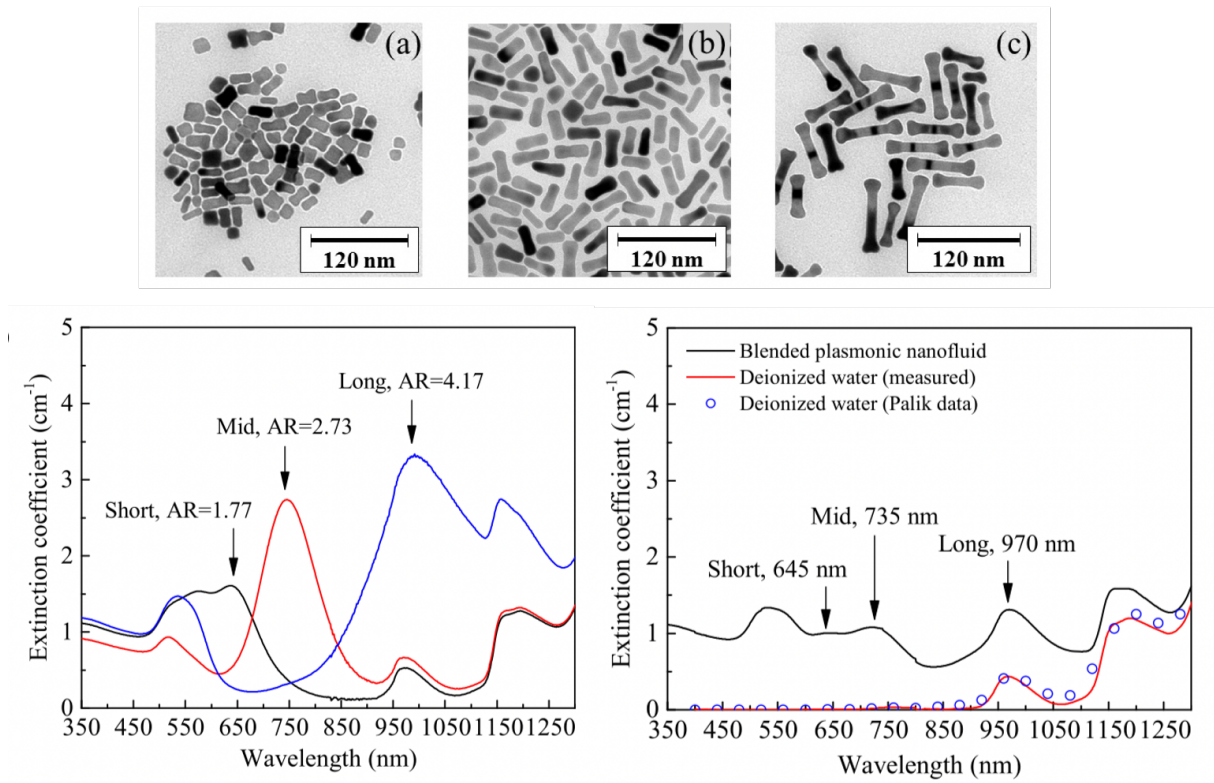 (a)
(b)
(c)
120 nm
120 nm
120 nm
5
4
3
2
1
0
Extinction coefficient (cm-1)
Long, AR=4.17
Mid, AR=2.73
Short, AR=1.77
350 450 550 650 750 850 950 1050 1150 1250
Wavelength (nm)
5
4
3
2
1
0
Extinction coefficient (cm-1)
Blended plasmonic nanofluid
Deionized water (measured)
Deionized water (Palik data)
Mid, 735 nm
Long, 970 nm
Short, 645 nm
350 450 550 650 750 850 950 1050 1150 1250
Wavelength (nm)